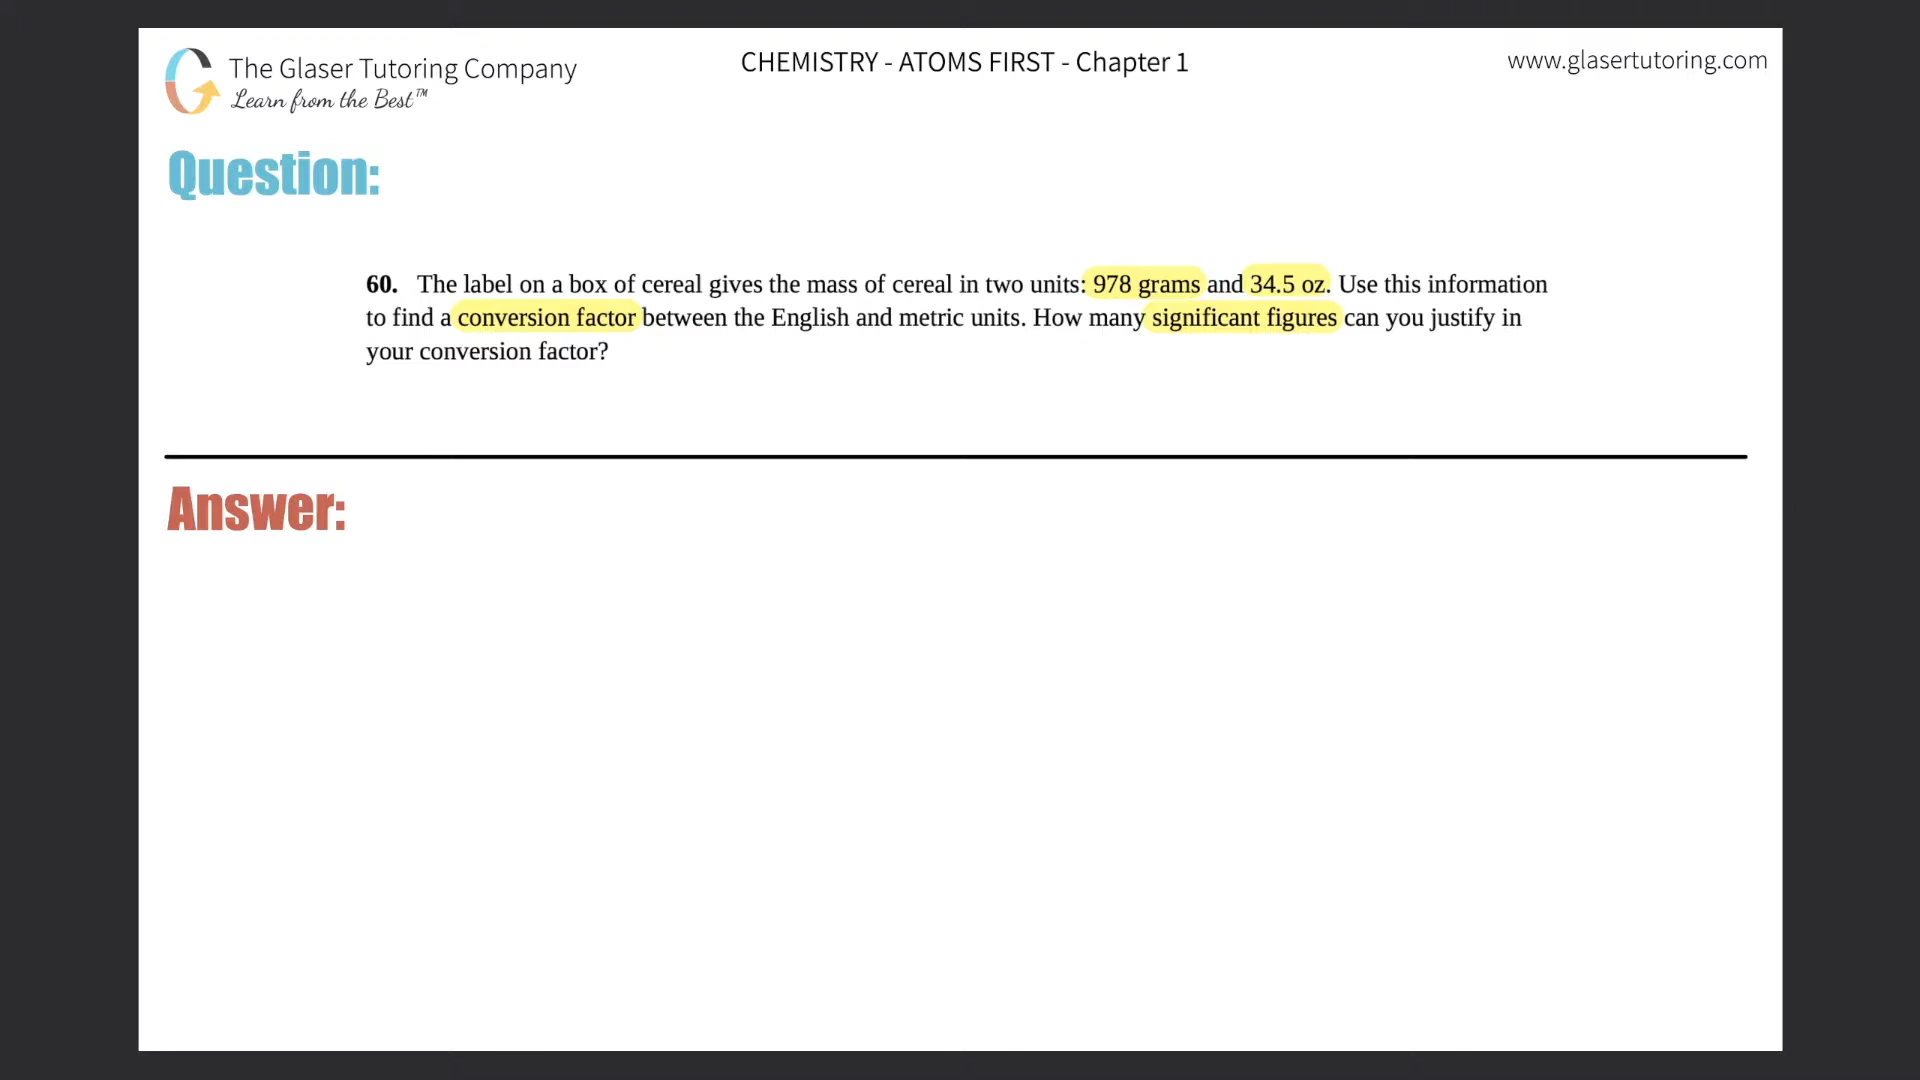 The Glaser Tutoring Company
Learn from the Best™
CHEMISTRY - ATOMS FIRST - Chapter 1
www.glasertutoring.com
Question:
60. The label on a box of cereal gives the mass of cereal in two units: 978 grams and 34.5 oz. Use this information
to find a conversion factor between the English and metric units. How many significant figures can you justify in
your conversion factor?
Answer: